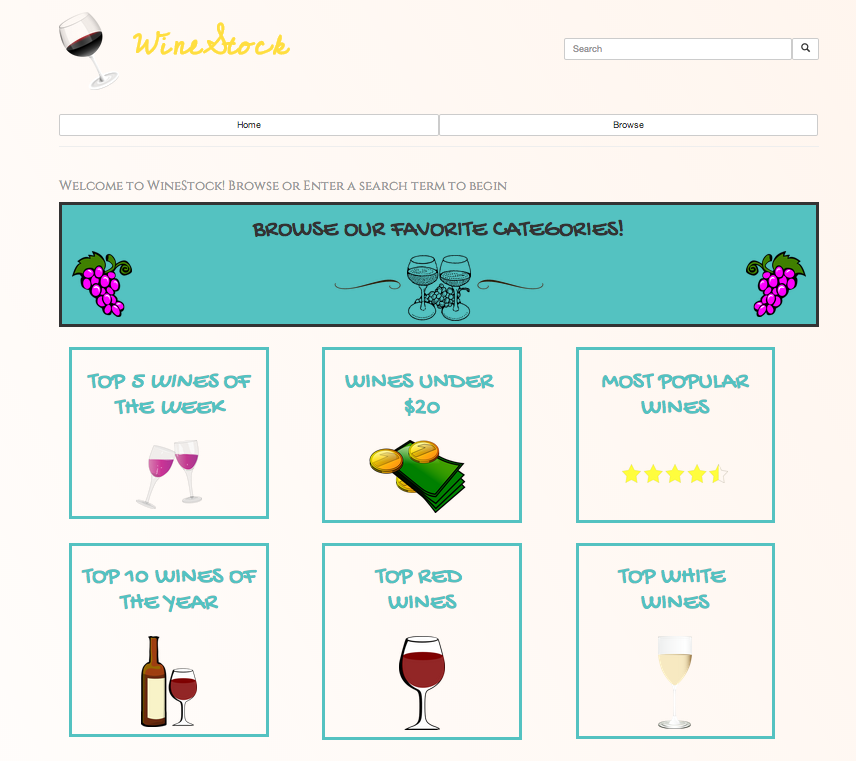 WineStock
Search
Home
Browse
Welcome to WineStock! Browse or Enter a search term to begin
BROWSE OUR FAVORITE CATEGORIES!
TOP 5 WINES OF
THE WEEK
WINES UNDER
$20
MOST POPULAR
WINES
TOP 10 WINES OF
THE YEAR
TOP RED
WINES
TOP WHITE
WINES